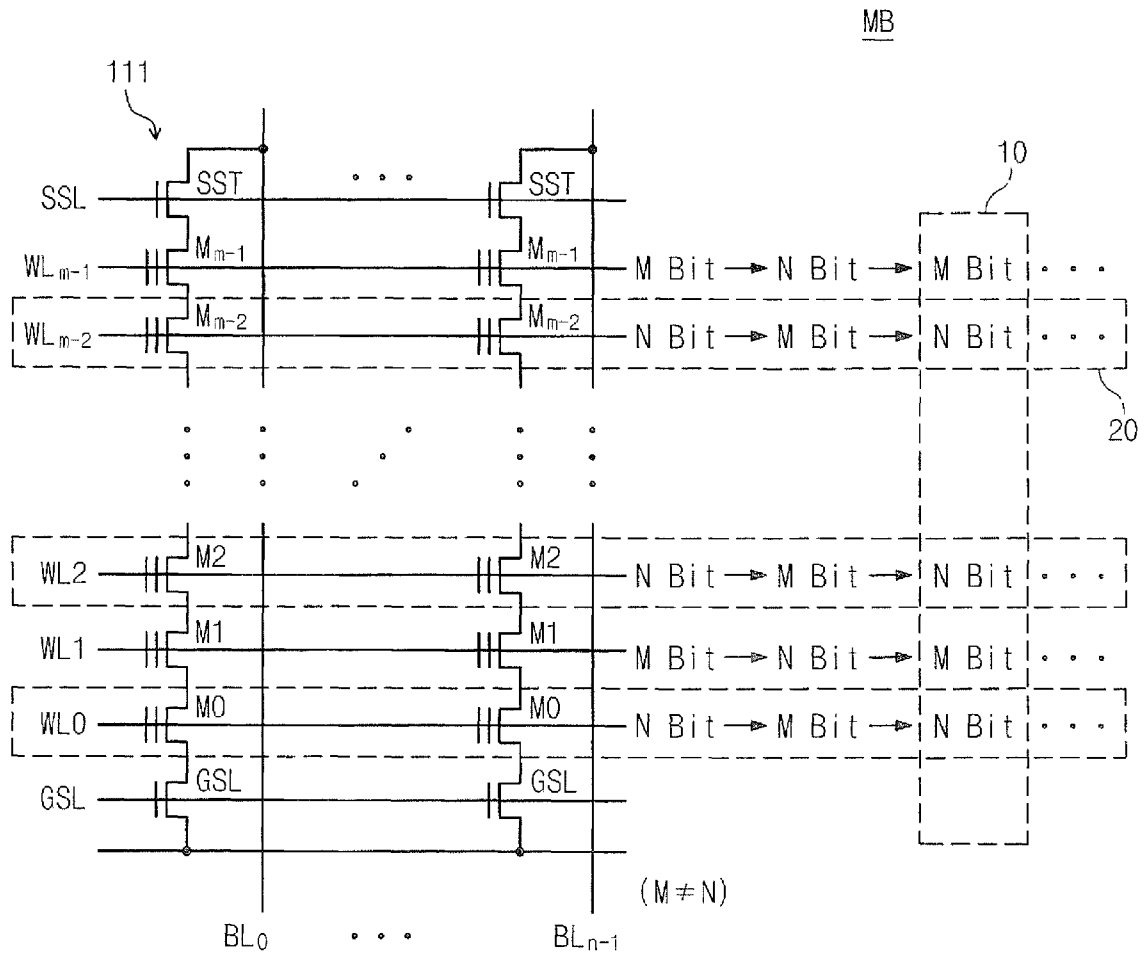 MB
111
10
SSL SST • • • SST
WLm-1 Mm-1 Mm-1 M Bit → N Bit → M Bit • • •
WLm-2 Mm-2 Mm-2 N Bit → M Bit → N Bit • • •
20
WL2 M2 M2 N Bit → M Bit → N Bit • • •
WL1 M1 M1 M Bit → N Bit → M Bit • • •
WL0 M0 M0 N Bit → M Bit → N Bit • • •
GSL GSL GSL
(M≠N)
BL0 • • • BLn-1